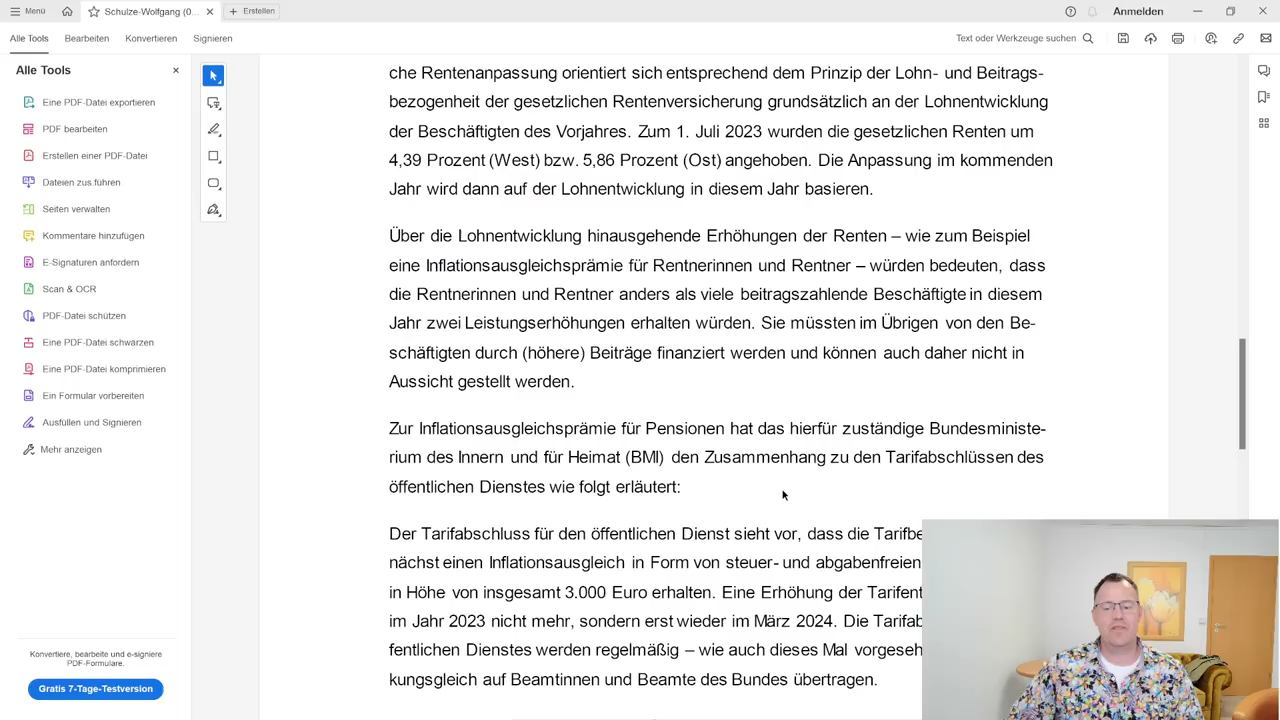 Menü
Schulze-Wolfgang (0...
Erstellen
Anmelden
Alle Tools
Bearbeiten
Konvertieren
Signieren
Text oder Werkzeuge suchen
Alle Tools
Eine PDF-Datei exportieren
PDF bearbeiten
Erstellen einer PDF-Datei
Dateien zus.führen
Seiten verwalten
Kommentare hinzufügen
E-Signaturen anfordern
Scan & OCR
PDF-Datei schützen
Eine PDF-Datei schwärzen
Eine PDF-Datei komprimieren
Ein Formular vorbereiten
Ausfüllen und Signieren
Mehr anzeigen
Konvertiere, bearbeite und e-signiere
PDF-Formulare.
Gratis 7-Tage-Testversion
che Rentenanpassung orientiert sich entsprechend dem Prinzip der Lohn- und Beitrags-
bezogenheit der gesetzlichen Rentenversicherung grundsätzlich an der Lohnentwicklung
der Beschäftigten des Vorjahres. Zum 1. Juli 2023 wurden die gesetzlichen Renten um
4,39 Prozent (West) bzw. 5,86 Prozent (Ost) angehoben. Die Anpassung im kommenden
Jahr wird dann auf der Lohnentwicklung in diesem Jahr basieren.
Über die Lohnentwicklung hinausgehende Erhöhungen der Renten – wie zum Beispiel
eine Inflationsausgleichsprämie für Rentnerinnen und Rentner – würden bedeuten, dass
die Rentnerinnen und Rentner anders als viele beitragszahlende Beschäftigte in diesem
Jahr zwei Leistungserhöhungen erhalten würden. Sie müssten im Übrigen von den Be-
schäftigten durch (höhere) Beiträge finanziert werden und können auch daher nicht in
Aussicht gestellt werden.
Zur Inflationsausgleichsprämie für Pensionen hat das hierfür zuständige Bundesministe-
rium des Innern und für Heimat (BMI) den Zusammenhang zu den Tarifabschlüssen des
öffentlichen Dienstes wie folgt erläutert:
Der Tarifabschluss für den öffentlichen Dienst sieht vor, dass die Tarifbe
nächst einen Inflationsausgleich in Form von steuer- und abgabenfreien
in Höhe von insgesamt 3.000 Euro erhalten. Eine Erhöhung der Tarifent
im Jahr 2023 nicht mehr, sondern erst wieder im März 2024. Die Tarifab
fentlichen Dienstes werden regelmäßig – wie auch dieses Mal vorgeseh
kungsgleich auf Beamtinnen und Beamte des Bundes übertragen.